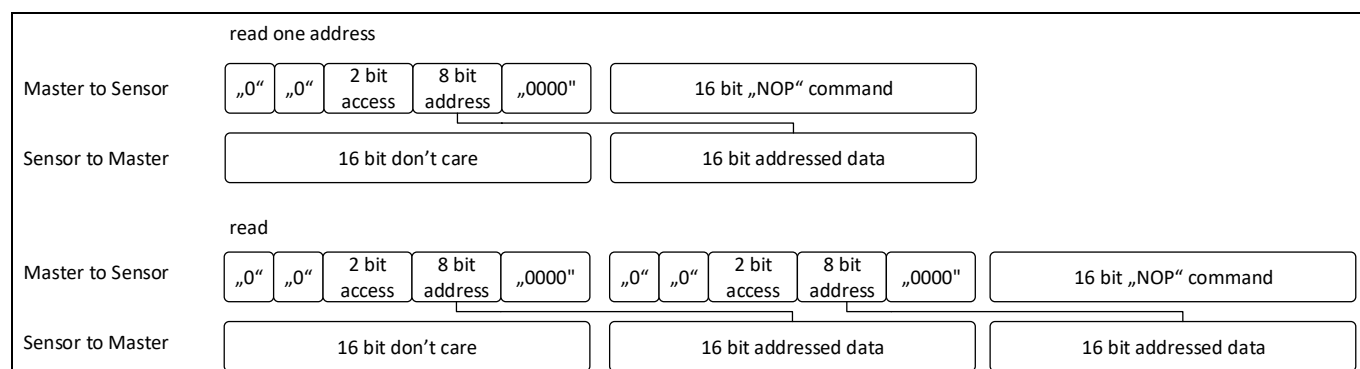 read one address
Master to Sensor „0“ „0“ 2 bit access 8 bit address „0000" 16 bit „NOP“ command
Sensor to Master 16 bit don’t care 16 bit addressed data
read
Master to Sensor „0“ „0“ 2 bit access 8 bit address „0000" „0“ „0“ 2 bit access 8 bit address „0000" 16 bit „NOP“ command
Sensor to Master 16 bit don’t care 16 bit addressed data 16 bit addressed data